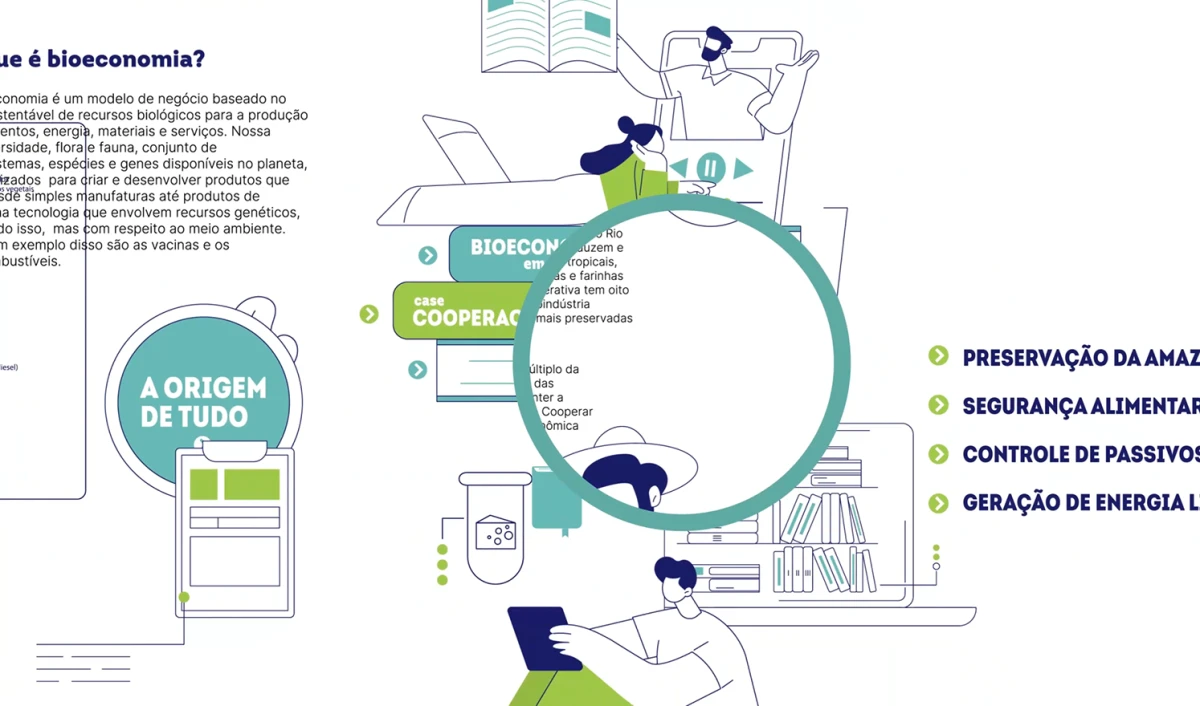 ue é bioeconomia?
conomia é um modelo de negócio baseado no
stentável de recursos biológicos para a produção
entos, energia, materiais e serviços. Nossa
rsidade, flora e fauna, conjunto de
stemas, espécies e genes disponíveis no planeta,
zados para criar e desenvolver produtos que
sde simples manufaturas até produtos de
a tecnologia que envolvem recursos genéticos,
do isso, mas com respeito ao meio ambiente.
m exemplo disso são as vacinas e os
bustíveis.
os vegetais
iesel)
A ORIGEM
DE TUDO
BIOECON
em
case
COOPERAC
o Rio
uzem e
tropicais,
as e farinhas
erativa tem oito
oindústria
mais preservadas
últiplo da
das
nter a
Cooperar
ômica
PRESERVAÇÃO DA AMAZ
SEGURANÇA ALIMENTAR
CONTROLE DE PASSIVOS
GERAÇÃO DE ENERGIA L